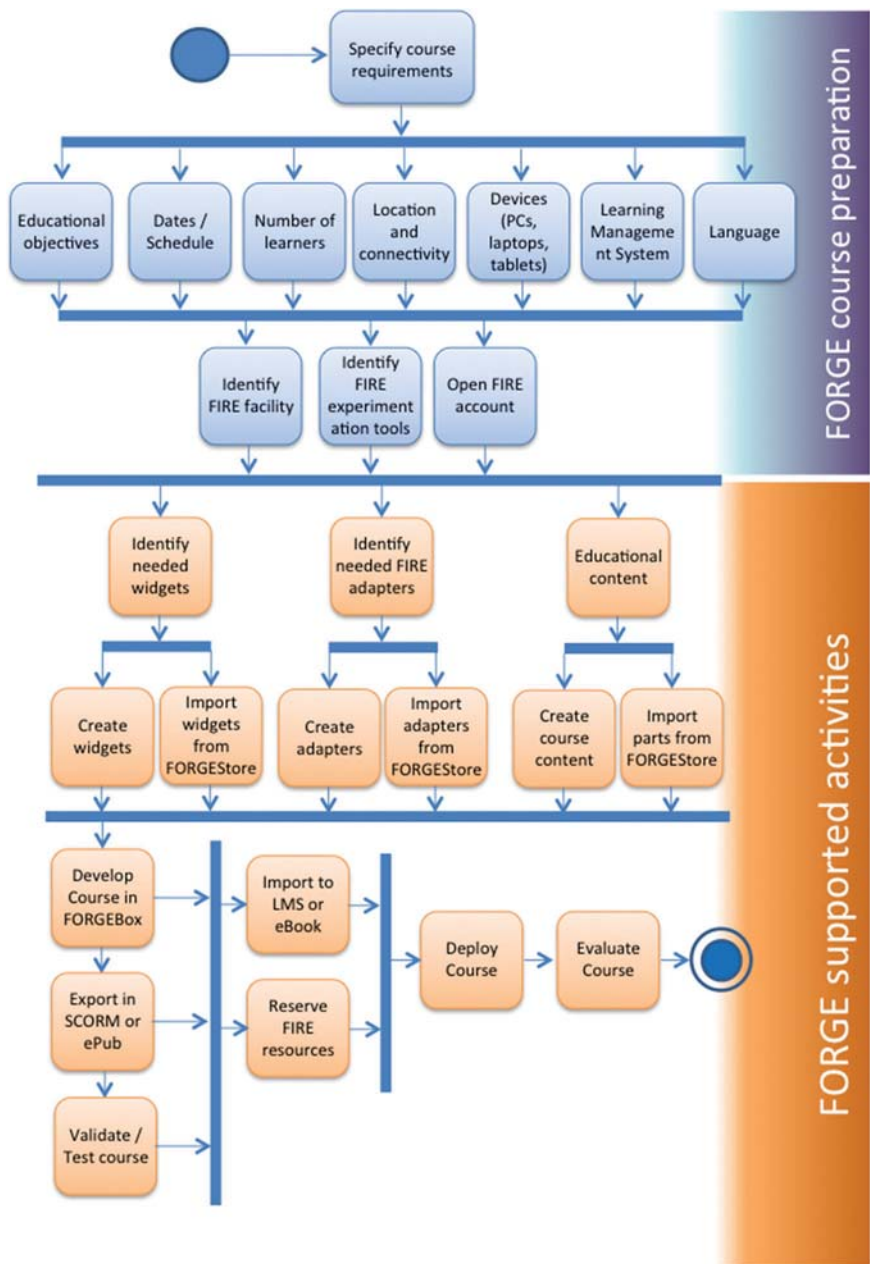 Specify course
requirements
Educational
objectives
Dates /
Schedule
Number of
learners
Location
and
connectivity
Devices
(PCs,
laptops,
tablets)
Learning
Manageme
nt System
Language
Identify
FIRE facility
Identify
FIRE
experiment
ation tools
Open FIRE
account
FORGE course preparation
Identify
needed
widgets
Identify
needed FIRE
adapters
Educational
content
Create
widgets
Import
widgets
from
FORGEStore
Create
adapters
Import
adapters
from
FORGEStore
Create
course
content
Import
parts from
FORGEStore
Develop
Course in
FORGEBox
Export in
SCORM or
ePub
Validate /
Test course
Import to
LMS or
eBook
Reserve
FIRE
resources
Deploy
Course
Evaluate
Course
FORGE supported activities